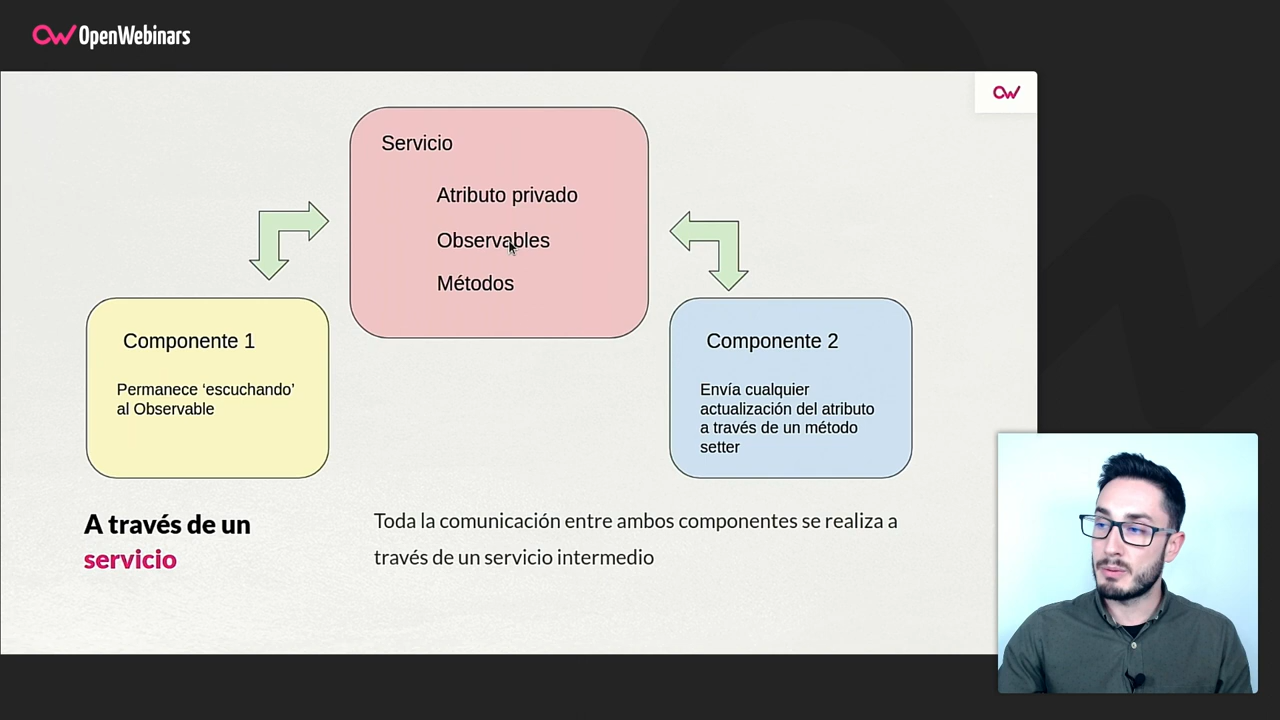 OpenWebinars
Servicio
Atributo privado
Observables
Métodos
Componente 1
Permanece ‘escuchando’
al Observable
Componente 2
Envía cualquier
actualización del atributo
a través de un método
setter
A través de un
servicio
Toda la comunicación entre ambos componentes se realiza a
través de un servicio intermedio